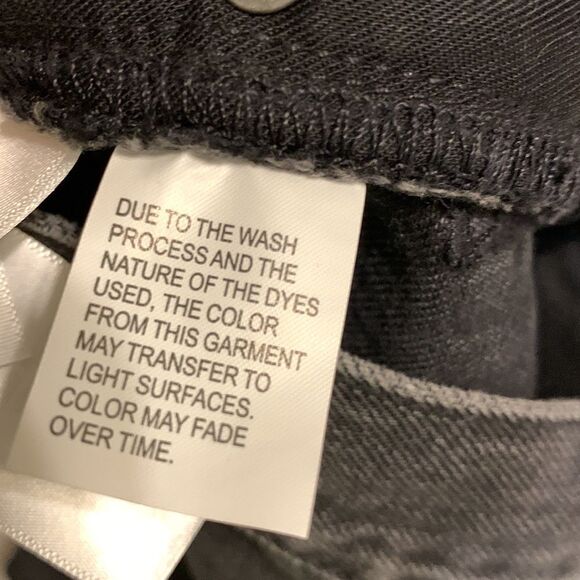 DUE TO THE WASH
PROCESS AND THE
NATURE OF THE DYES
USED, THE COLOR
FROM THIS GARMENT
MAY TRANSFER TO
LIGHT SURFACES.
COLOR MAY FADE
OVER TIME.